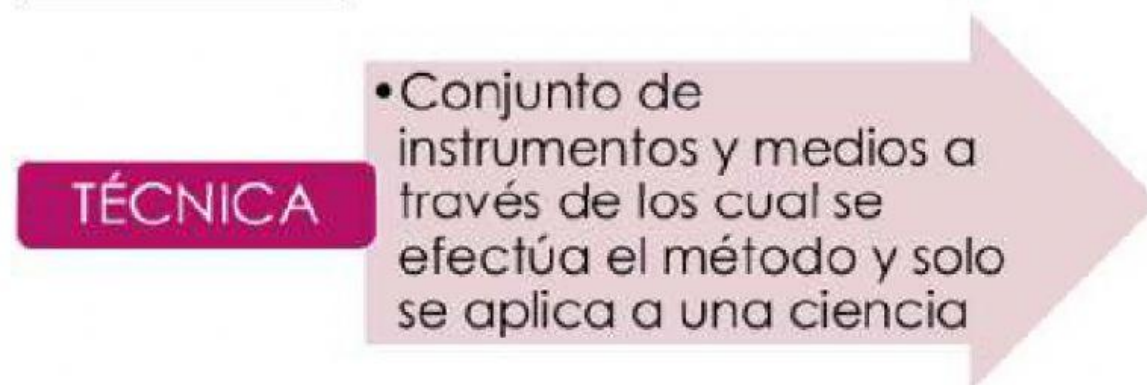 TÉCNICA
•Conjunto de
instrumentos y medios a
través de los cual se
efectúa el método y solo
se aplica a una ciencia